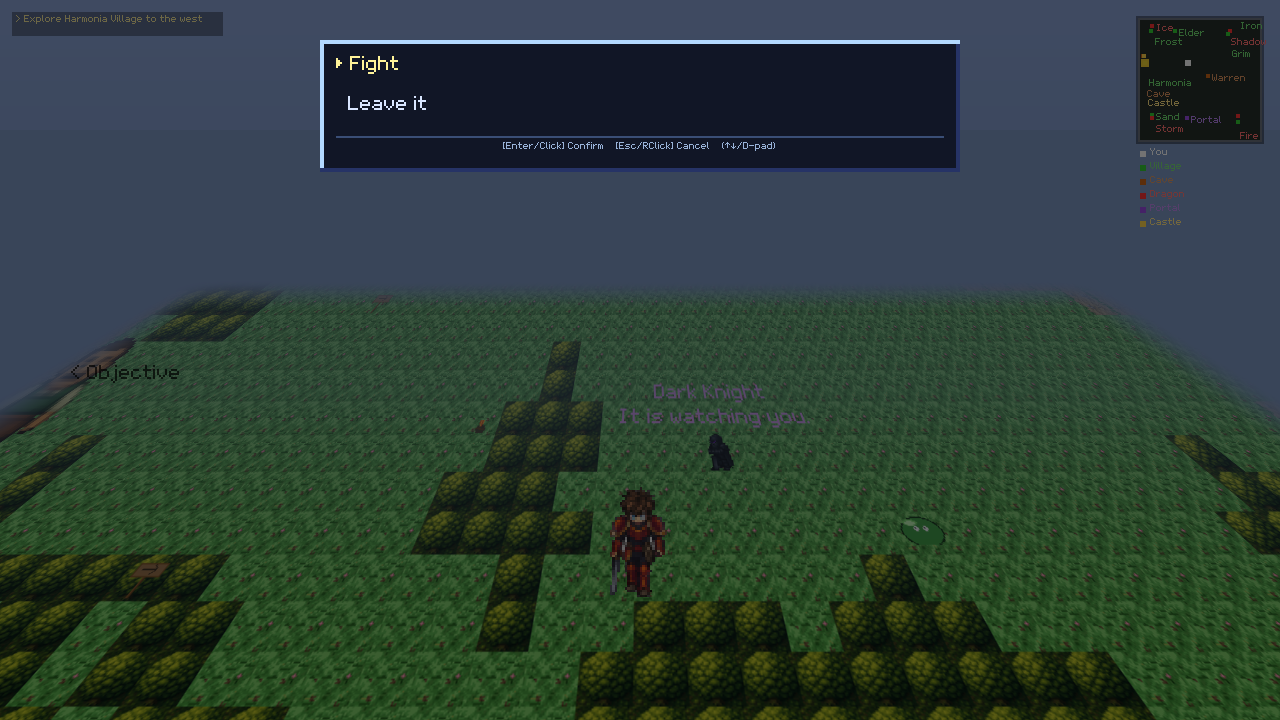 > Explore Harmonia Village to the west
Fight
Leave it
[Enter/Click] Confirm [Esc/RClick] Cancel (↑↓/D-pad)
Ice
Elder
Iron
Frost
Shadow
Grim
Warren
Harmonia
Cave
Castle
Sand
Portal
Storm
Fire
You
Village
Cave
Dragon
Portal
Castle
< Objective
Dark Knight
It is watching you.